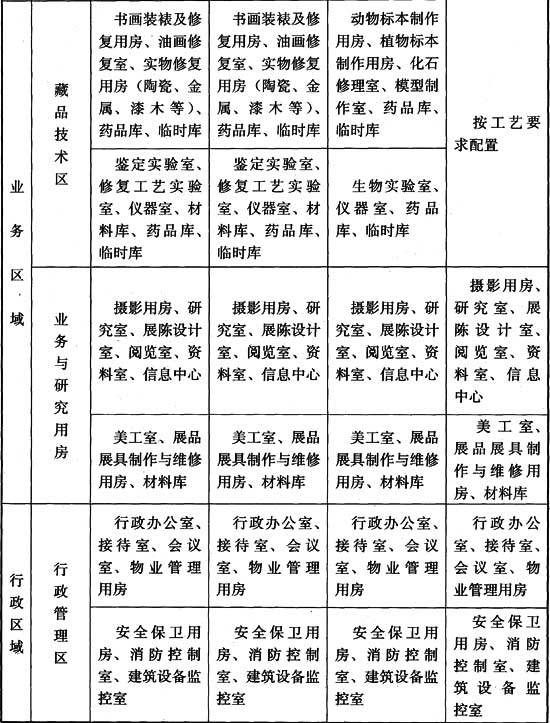 业务区域
藏品技术区
书画装裱及修
复用房、油画修
复室、实物修复
用房（陶瓷、金
属、漆木等）、
药品库、临时库
书画装裱及修
复用房、油画修
复室、实物修复
用房（陶瓷、金
属、漆木等）、
药品库、临时库
动物标本制作
用房、植物标本
制作用房、化石
修理室、模型制
作室、药品库、
临时库
按工艺要
求配置
鉴定实验室、
修复工艺实验
室、仪器室、材
料库、药品库、
临时库
鉴定实验室、
修复工艺实验
室、仪器室、材
料库、药品库、
临时库
生物实验室、
仪器室、药品
库、临时库
业务与研究用房
摄影用房、研
究室、展陈设计
室、阅览室、资
料室、信息中心
摄影用房、研
究室、展陈设计
室、阅览室、资
料室、信息中心
摄影用房、研
究室、展陈设计
室、阅览室、资
料室、信息中心
摄影用房、
研究室、展
陈设计室、
阅览室、资
料室、信息
中心
美工室、展品
展具制作与维修
用房、材料库
美工室、展品
展具制作与维修
用房、材料库
美工室、展品
展具制作与维修
用房、材料库
美工室、
展品展具制
作与维修用
房、材料库
行政区域
行政管理区
行政办公室、
接待室、会议
室、物业管理
用房
行政办公室、
接待室、会议
室、物业管理
用房
行政办公室、
接待室、会议
室、物业管理
用房
行政办公
室、接待室、
会议室、物
业管理用房
安全保卫用
房、消防控制
室、建筑设备监
控室
安全保卫用
房、消防控制
室、建筑设备监
控室
安全保卫用
房、消防控制
室、建筑设备监
控室
安全保卫
用房、消防
控制室、建
筑设备监
控室